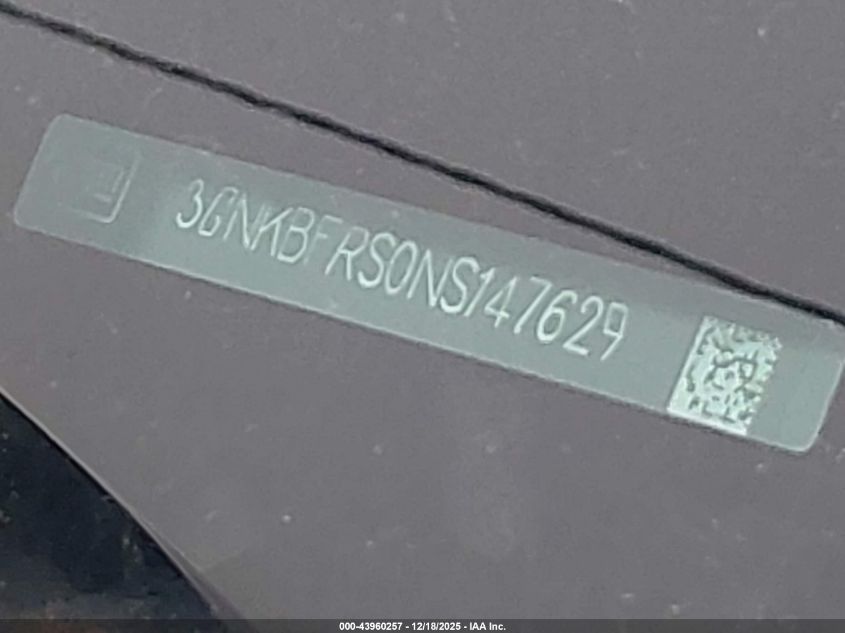 3GNKBFRS0NS147629
000-43960257 - 12/18/2025 - IAA Inc.